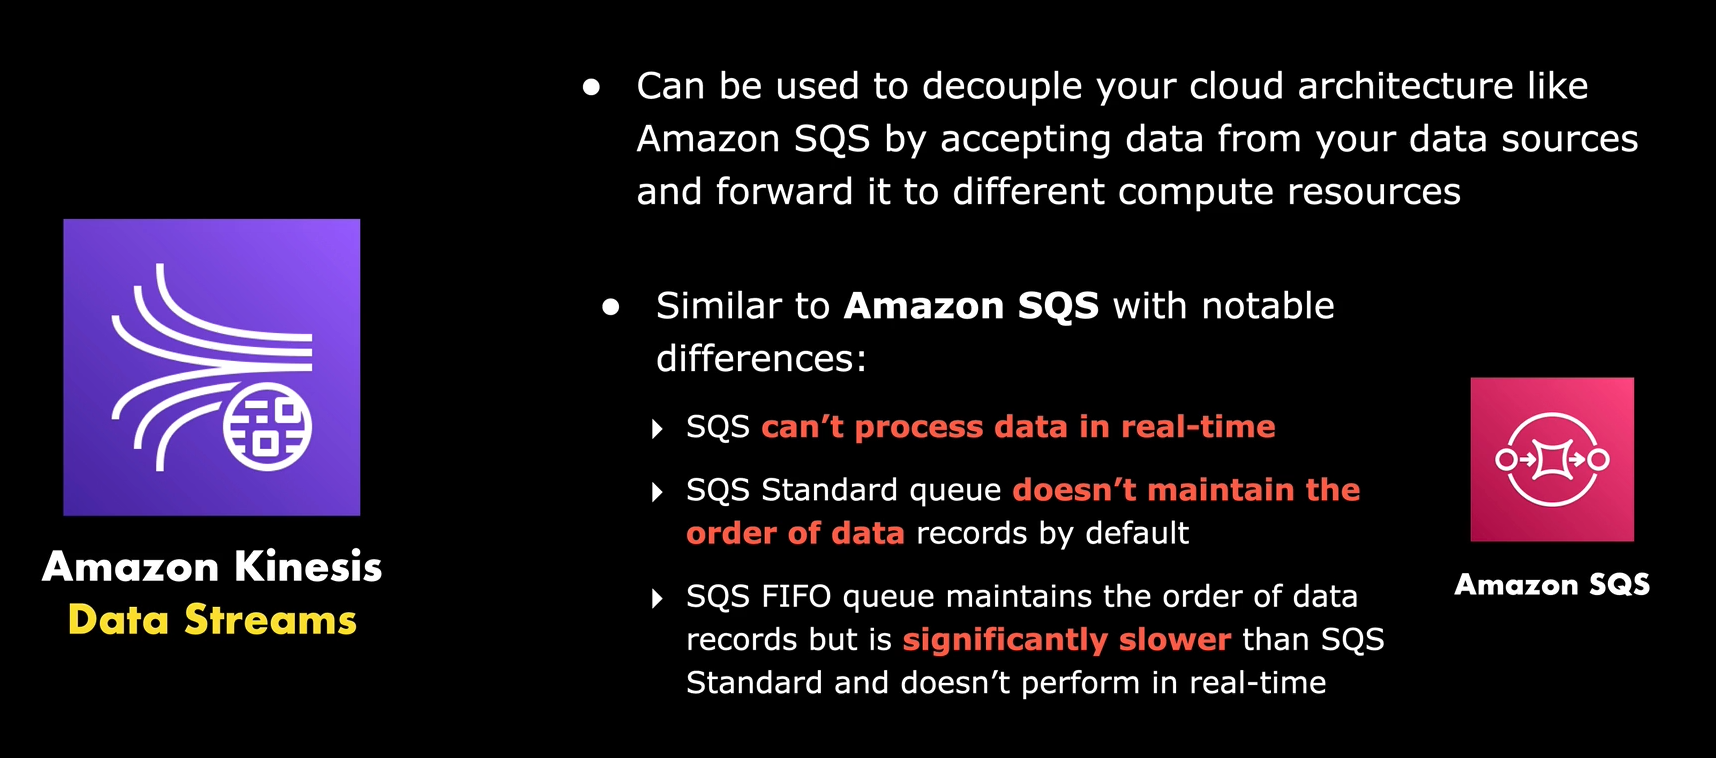 ● Can be used to decouple your cloud architecture like
Amazon SQS by accepting data from your data sources
and forward it to different compute resources
● Similar to Amazon SQS with notable
differences:
SQS can’t process data in real-time
SQS Standard queue doesn’t maintain the
order of data records by default
SQS FIFO queue maintains the order of data
records but is significantly slower than SQS
Standard and doesn’t perform in real-time
Amazon Kinesis
Data Streams
Amazon SQS